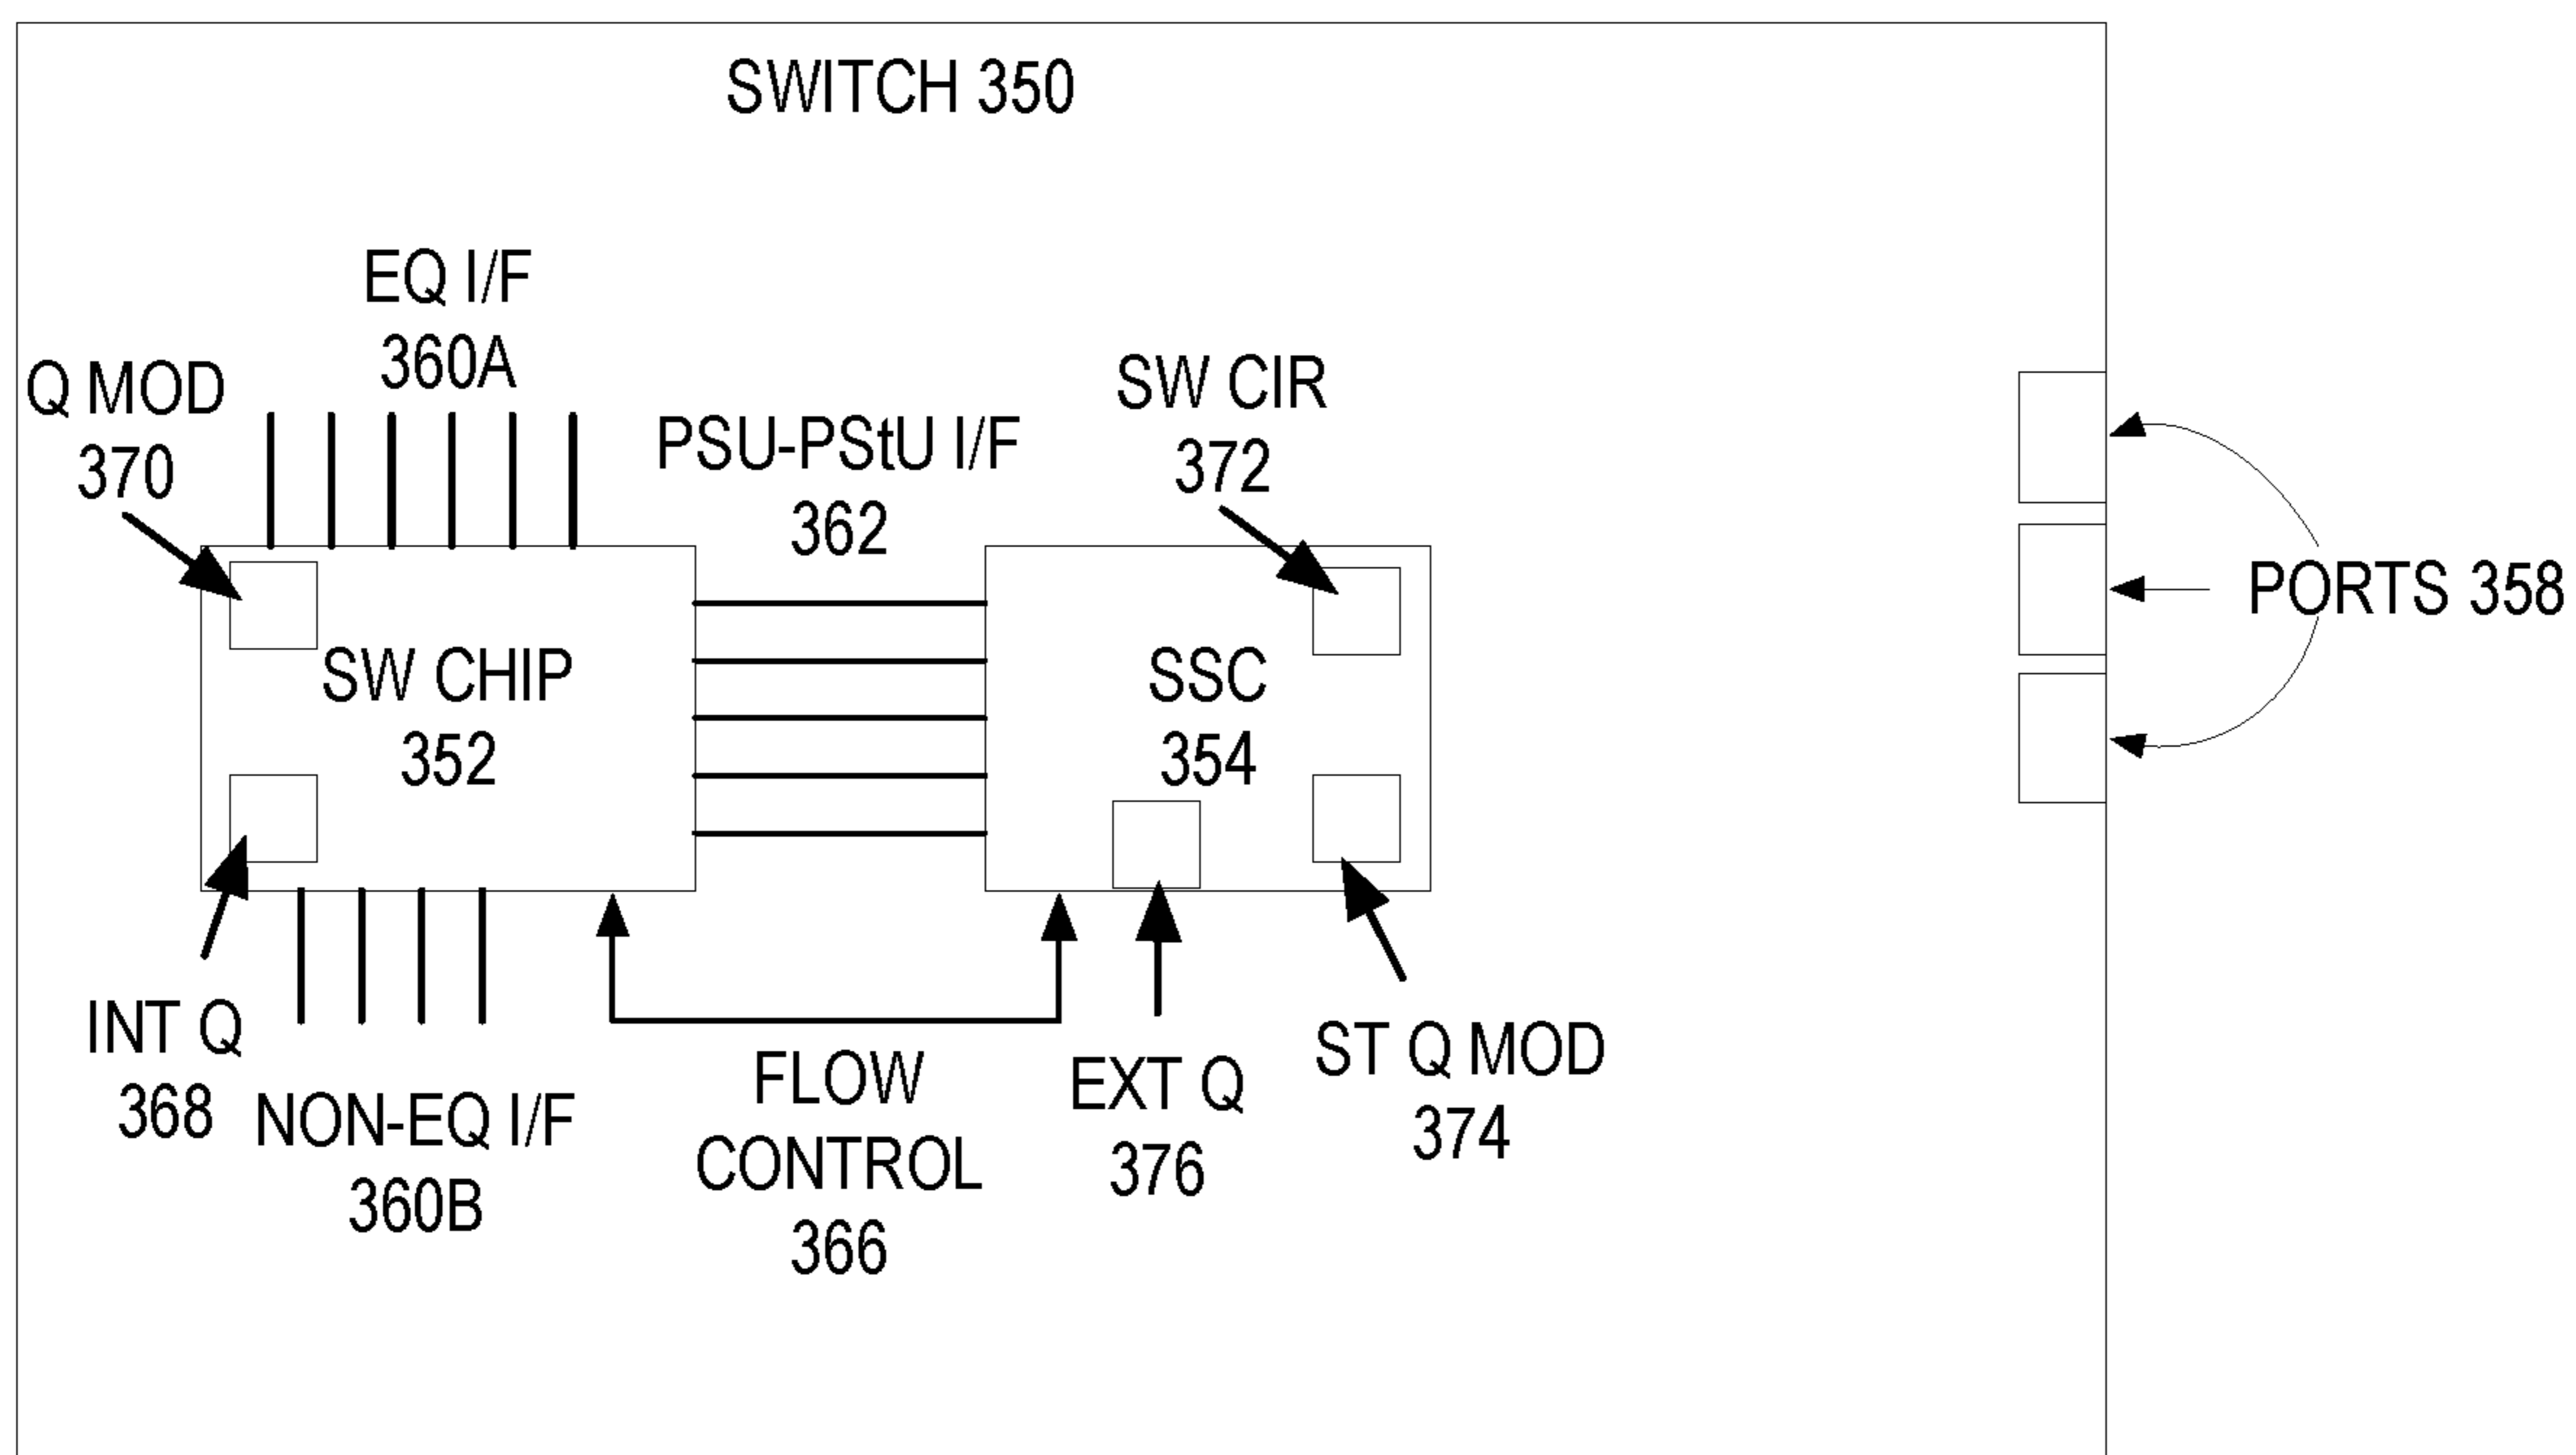 SWITCH 350
EQ I/F
360A
Q MOD
370
PSU-PStU I/F
362
SW CIR
372
PORTS 358
SW CHIP
352
SSC
354
INT Q
368
NON-EQ I/F
360B
FLOW
CONTROL
366
EXT Q
376
ST Q MOD
374